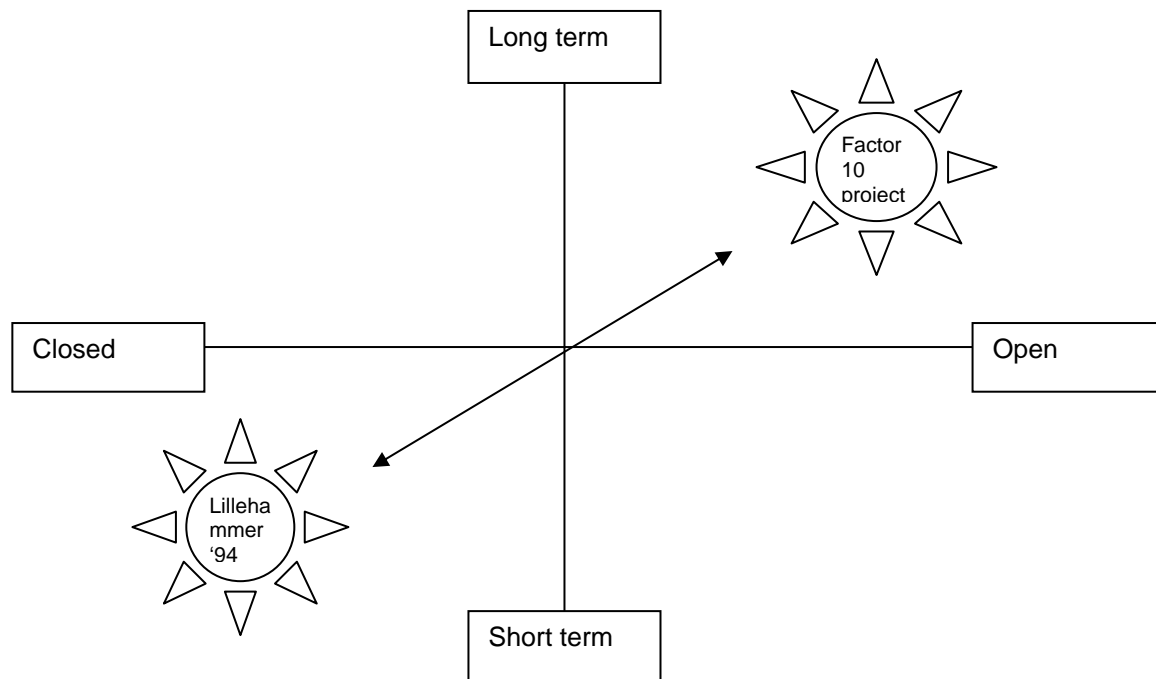 Long term
Factor
10
project
Closed
Open
Lilleha
mmer
‘94
Short term